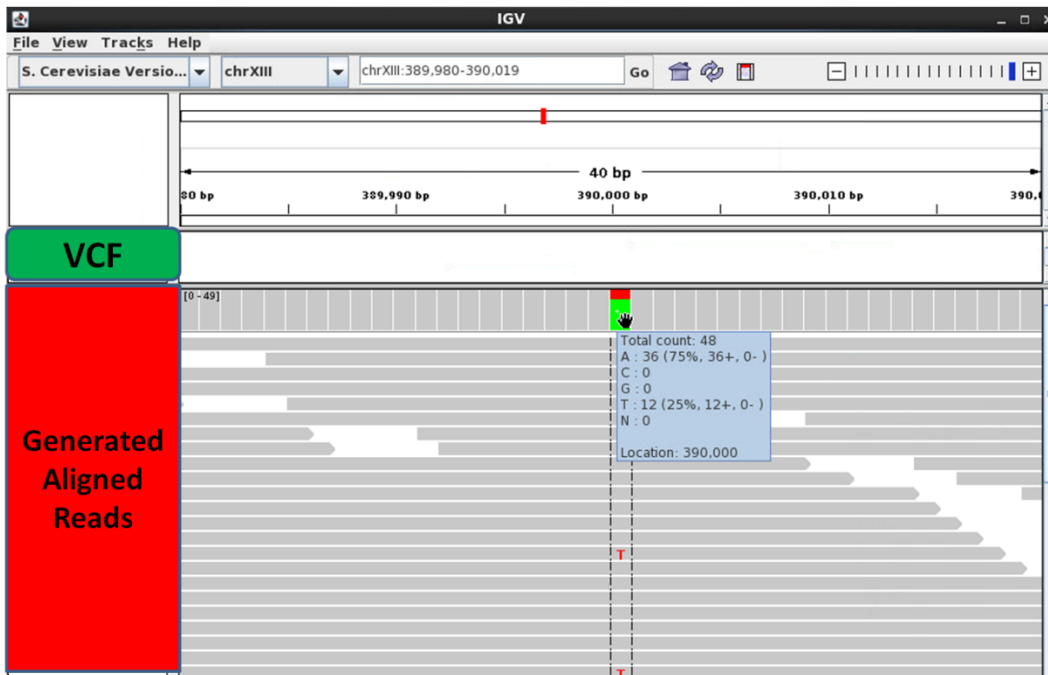 IGV
File View Tracks Help
S. Cerevisiae Versio... chrXIII chrXIII:389,980-390,019 Go
40 bp
80 bp 389,990 bp 390,000 bp 390,010 bp 390,0
VCF
[0 - 49]
Total count: 48
A : 36 (75%, 36+, 0- )
C : 0
G : 0
T : 12 (25%, 12+, 0- )
N : 0
Location: 390,000
Generated
Aligned
Reads
T
T